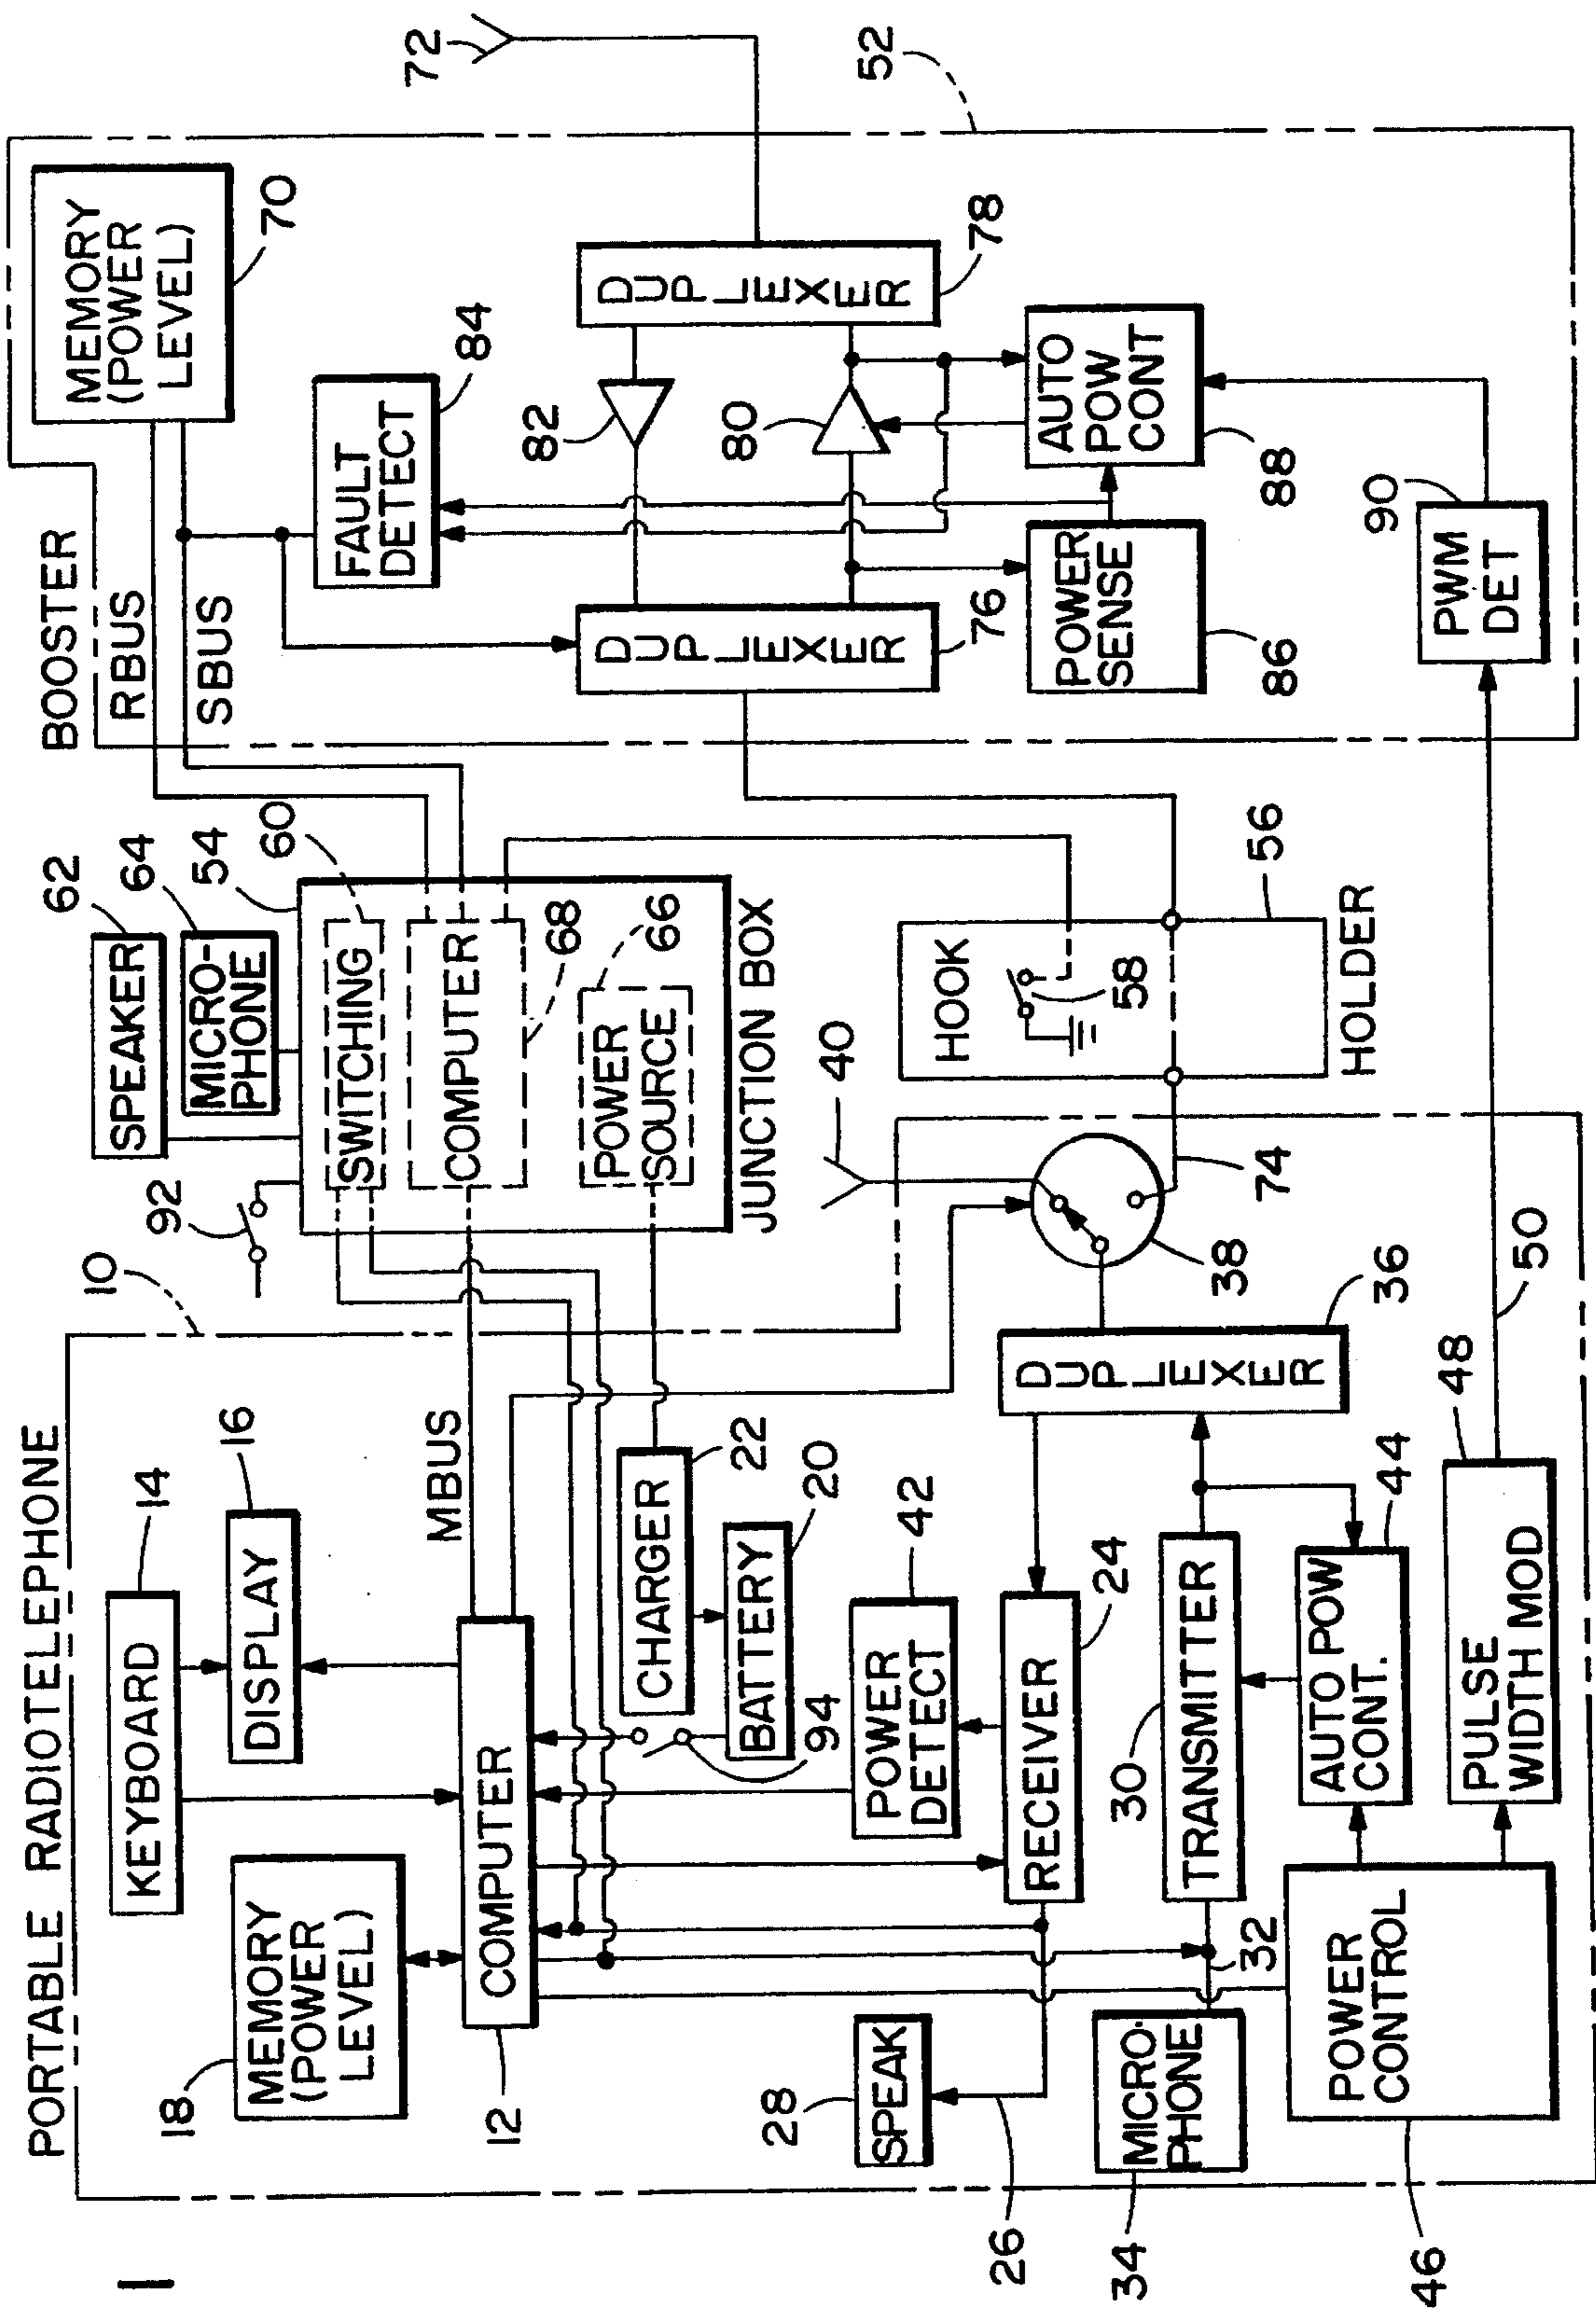 1
PORTABLE RADIOTELEPHONE
10
KEYBOARD
14
DISPLAY
16
MEMORY
(POWER
LEVEL)
18
COMPUTER
12
MBUS
CHARGER
22
BATTERY
20
94
POWER
DETECT
42
SPEAK
28
26
RECEIVER
24
MICRO-
PHONE
34
32
TRANSMITTER
30
DUPLEXER
36
38
40
74
AUTO POW
CONT.
44
POWER
CONTROL
46
PULSE
WIDTH MOD
48
50
92
SPEAKER
62
MICRO-
PHONE
64
54
SWITCHING
60
COMPUTER
68
POWER
SOURCE
66
JUNCTION BOX
HOOK
58
56
HOLDER
BOOSTER
RBUS
SBUS
MEMORY
(POWER
LEVEL)
70
72
52
FAULT
DETECT
84
DUPLEXER
76
82
80
DUPLEXER
78
POWER
SENSE
86
AUTO
POW
CONT
88
PWM
DET
90